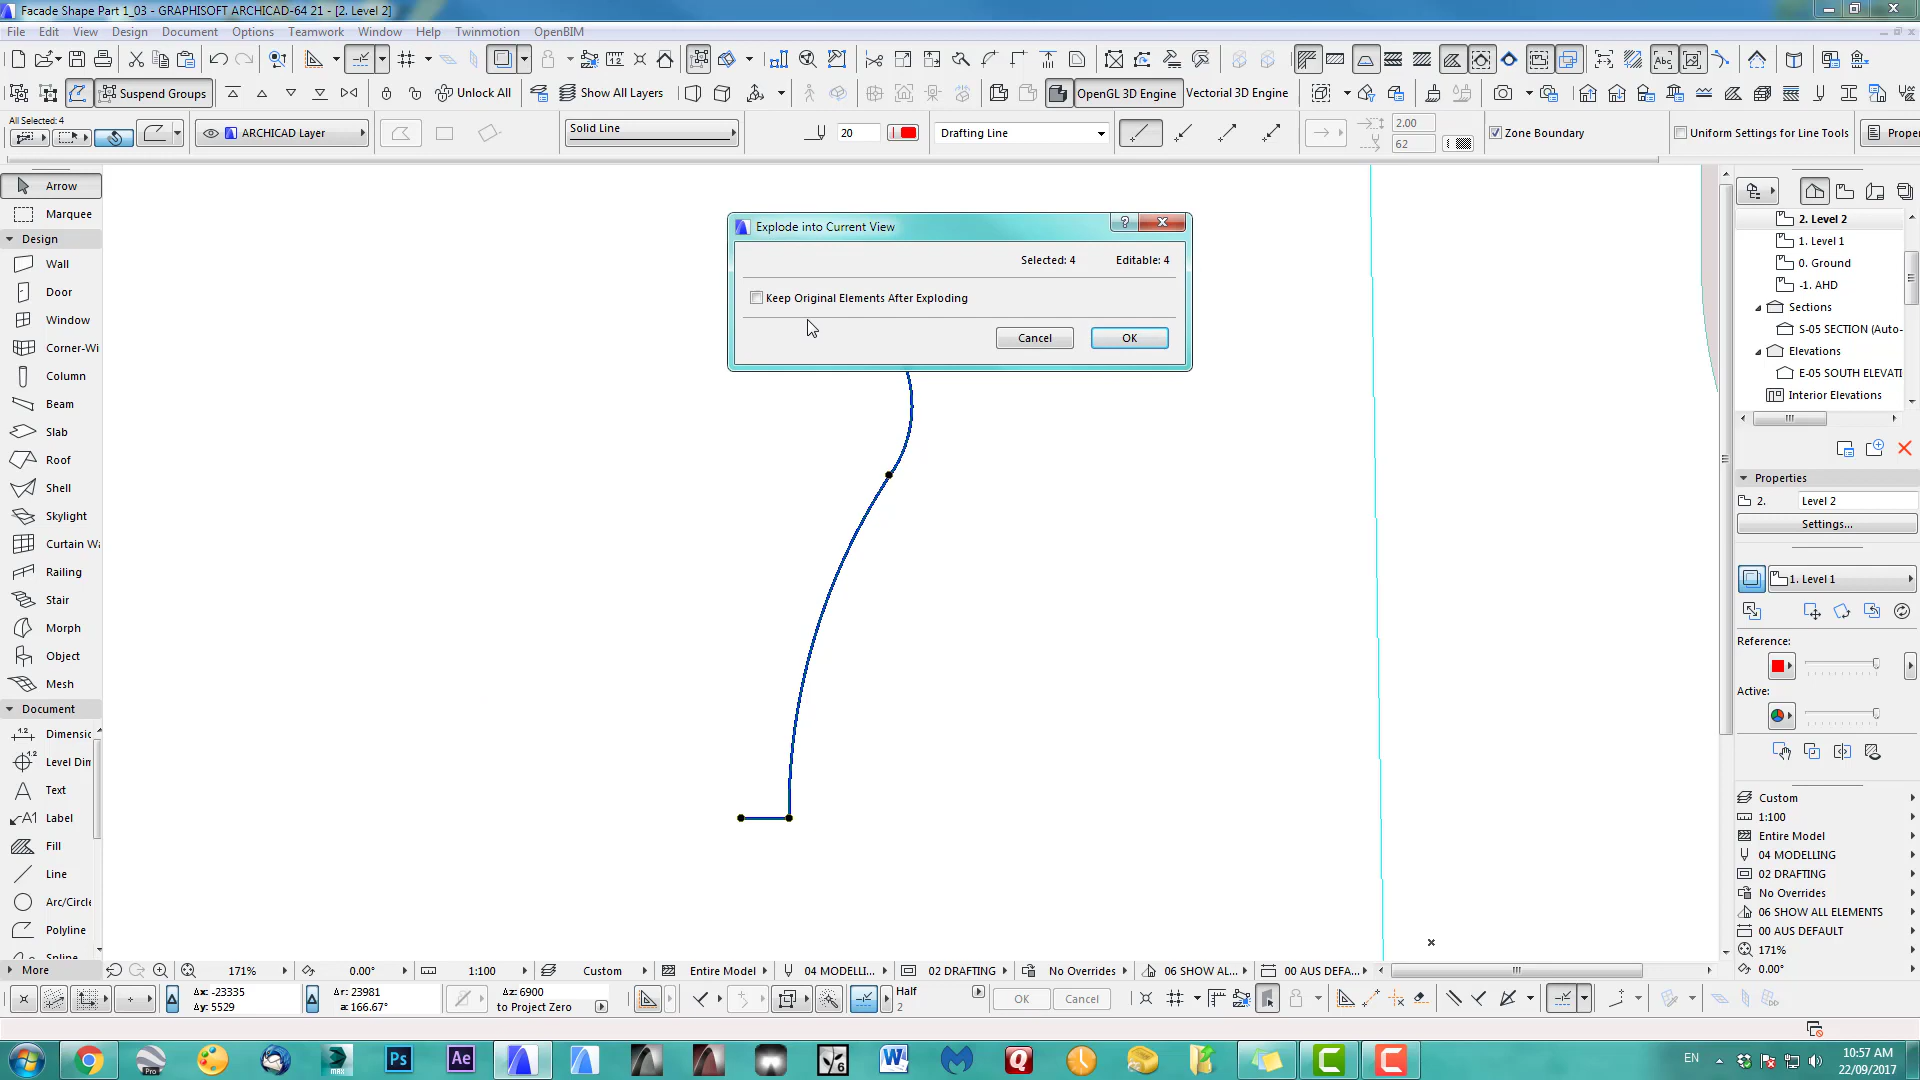 Facade Shape Part 1_03 - GRAPHISOFT ARCHICAD-64 21 - [2. Level 2]
File Edit View Design Document Options Teamwork Window Help Twinmotion OpenBIM
Suspend Groups Unlock All Show All Layers OpenGL 3D Engine Vectorial 3D Engine
All Selected: 4
ARCHICAD Layer Solid Line 20 Drafting Line 2.00 62 Zone Boundary Uniform Settings for Line Tools Proper
Arrow
Marquee
Design
Wall
Door
Window
Corner-Wi
Column
Beam
Slab
Roof
Shell
Skylight
Curtain Wa
Railing
Stair
Morph
Object
Mesh
Document
Dimensio
Level Dim
Text
Label
Fill
Line
Arc/Circle
Polyline
Spline
More
Explode into Current View
Selected: 4 Editable: 4
Keep Original Elements After Exploding
Cancel OK
2. Level 2
1. Level 1
0. Ground
-1. AHD
Sections
S-05 SECTION (Auto-
Elevations
E-05 SOUTH ELEVATI
Interior Elevations
Properties
2. Level 2
Settings...
1. Level 1
Reference:
Active:
Custom
1:100
Entire Model
04 MODELLING
02 DRAFTING
No Overrides
06 SHOW ALL ELEMENTS
00 AUS DEFAULT
171%
0.00°
171% 0.00° 1:100 Custom Entire Model 04 MODELLI... 02 DRAFTING No Overrides 06 SHOW AL... 00 AUS DEFA...
Δx: -23335 Δr: 23981 Δz: 6900 Half OK Cancel
Δy: 5529 a: 166.67° to Project Zero 2
EN 10:57 AM
22/09/2017